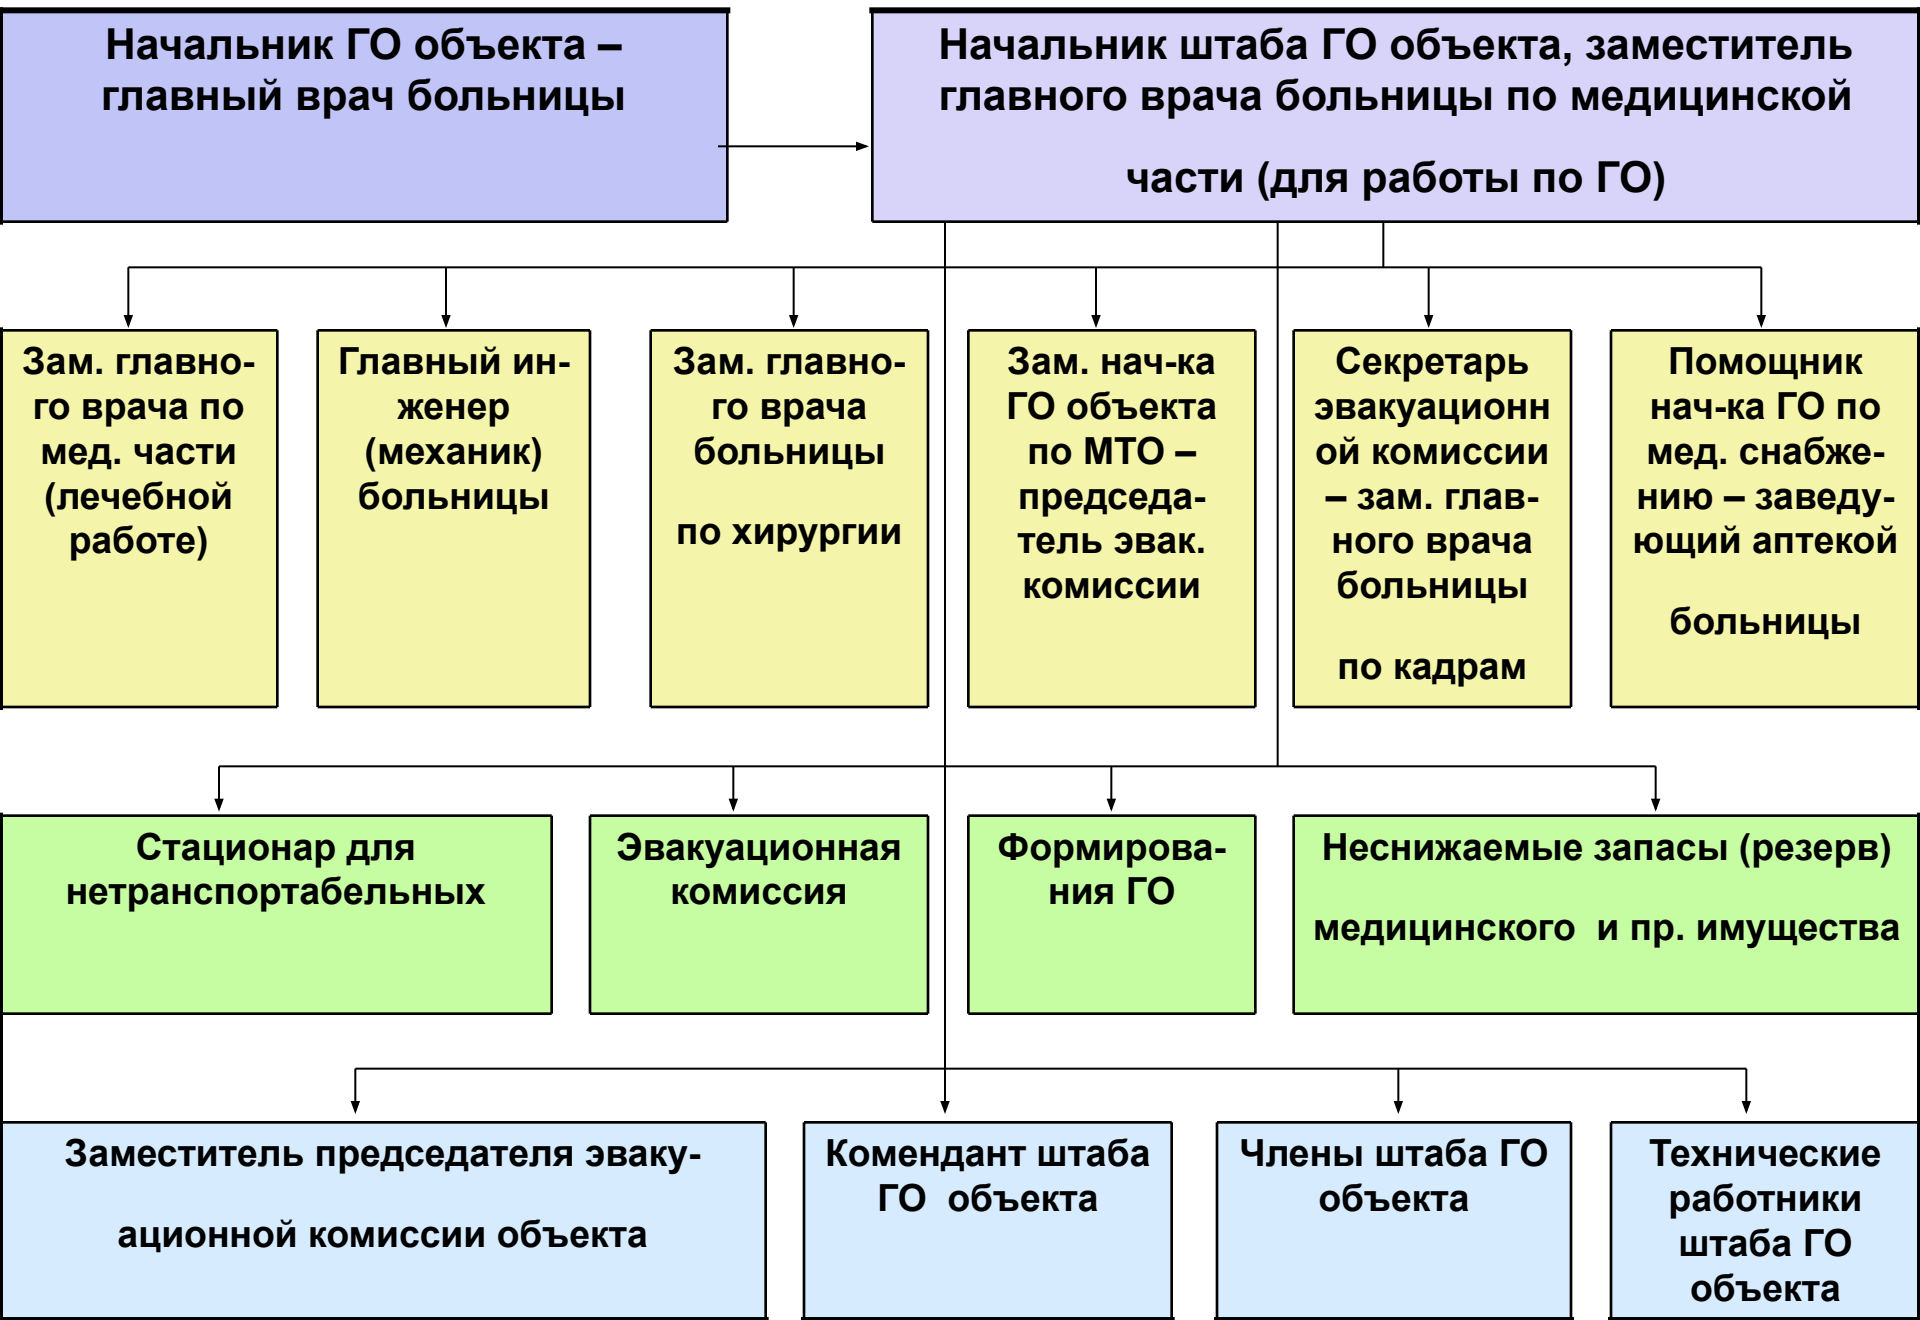 Начальник ГО объекта –
главный врач больницы
Начальник штаба ГО объекта, заместитель
главного врача больницы по медицинской
части (для работы по ГО)
Зам. главно-
го врача по
мед. части
(лечебной
работе)
Главный ин-
женер
(механик)
больницы
Зам. главно-
го врача
больницы
по хирургии
Зам. нач-ка
ГО объекта
по МТО –
председа-
тель эвак.
комиссии
Секретарь
эвакуационн
ой комиссии
– зам. глав-
ного врача
больницы
по кадрам
Помощник
нач-ка ГО по
мед. снабже-
нию – заведу-
ющий аптекой
больницы
Стационар для
нетранспортабельных
Эвакуационная
комиссия
Формирова-
ния ГО
Неснижаемые запасы (резерв)
медицинского  и пр. имущества
Заместитель председателя эваку-
ационной комиссии объекта
Комендант штаба
ГО  объекта
Члены штаба ГО
объекта
Технические
работники
штаба ГО
объекта